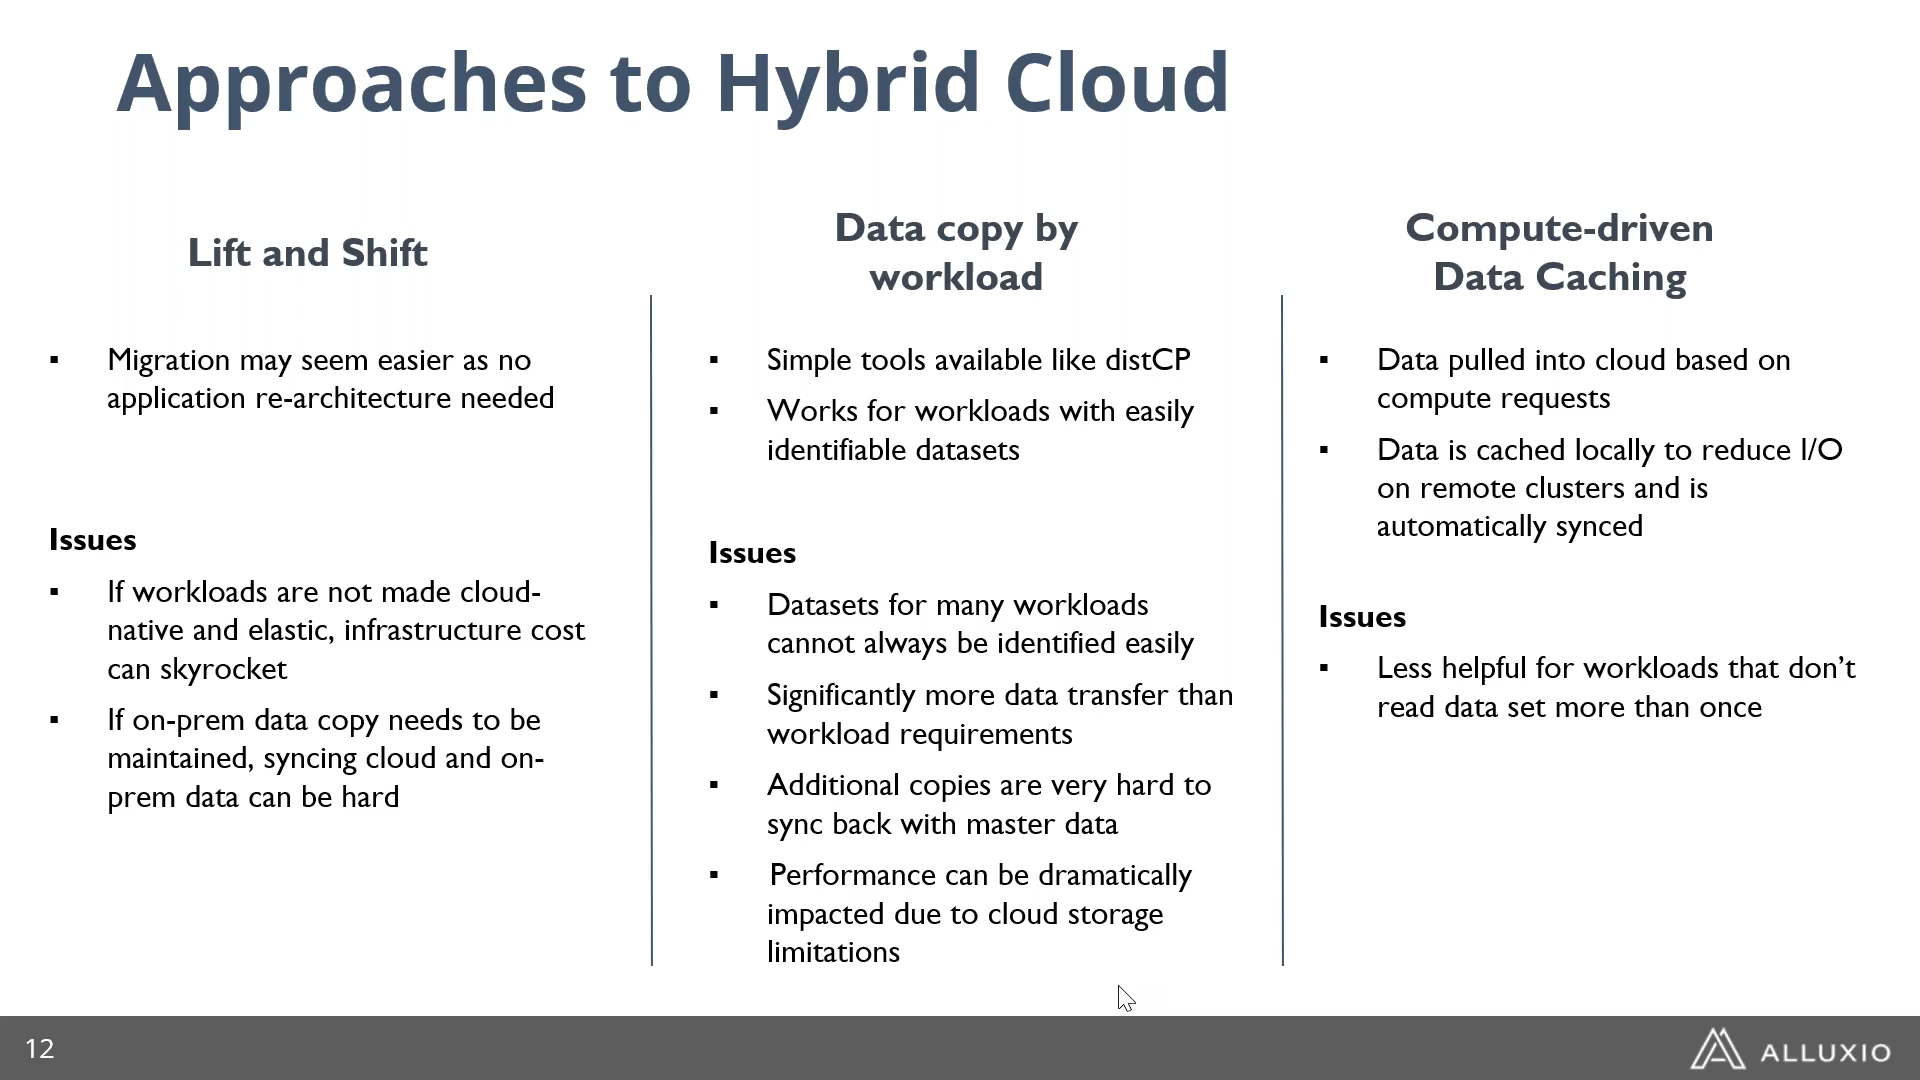 Approaches to Hybrid Cloud
Lift and Shift
▪ Migration may seem easier as no
application re-architecture needed
Issues
▪ If workloads are not made cloud-
native and elastic, infrastructure cost
can skyrocket
▪ If on-prem data copy needs to be
maintained, syncing cloud and on-
prem data can be hard
Data copy by
workload
▪ Simple tools available like distCP
▪ Works for workloads with easily
identifiable datasets
Issues
▪ Datasets for many workloads
cannot always be identified easily
▪ Significantly more data transfer than
workload requirements
▪ Additional copies are very hard to
sync back with master data
▪ Performance can be dramatically
impacted due to cloud storage
limitations
Compute-driven
Data Caching
▪ Data pulled into cloud based on
compute requests
▪ Data is cached locally to reduce I/O
on remote clusters and is
automatically synced
Issues
▪ Less helpful for workloads that don’t
read data set more than once
12
ALLUXIO